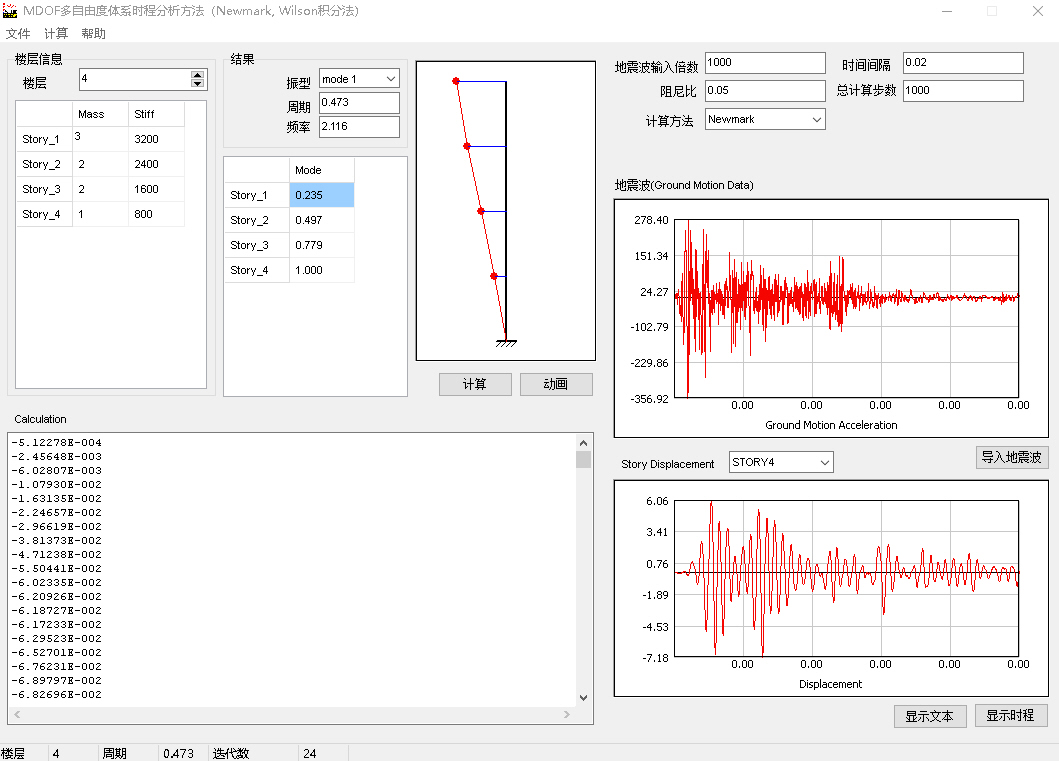 MDOF多自由度体系时程分析方法（Newmark, Wilson积分法）
文件 计算 帮助
楼层信息
楼层 4
Mass Stiff
Story_1 3 3200
Story_2 2 2400
Story_3 2 1600
Story_4 1 800
结果
振型 mode 1
周期 0.473
频率 2.116
Mode
Story_1 0.235
Story_2 0.497
Story_3 0.779
Story_4 1.000
计算 动画
地震波输入倍数 1000 时间间隔 0.02
阻尼比 0.05 总计算步数 1000
计算方法 Newmark
地震波(Ground Motion Data)
278.40
151.34
24.27
-102.79
-229.86
-356.92
0.00 0.00 0.00 0.00 0.00
Ground Motion Acceleration
导入地震波
Story Displacement STORY4
6.06
3.41
0.76
-1.89
-4.53
-7.18
0.00 0.00 0.00 0.00 0.00
Displacement
显示文本 显示时程
Calculation
-5.12278E-004
-2.45648E-003
-6.02807E-003
-1.07930E-002
-1.63135E-002
-2.24657E-002
-2.96619E-002
-3.81373E-002
-4.71238E-002
-5.50441E-002
-6.02335E-002
-6.20926E-002
-6.18727E-002
-6.17233E-002
-6.29523E-002
-6.52701E-002
-6.76231E-002
-6.89797E-002
-6.82696E-002
楼层 4 周期 0.473 迭代数 24